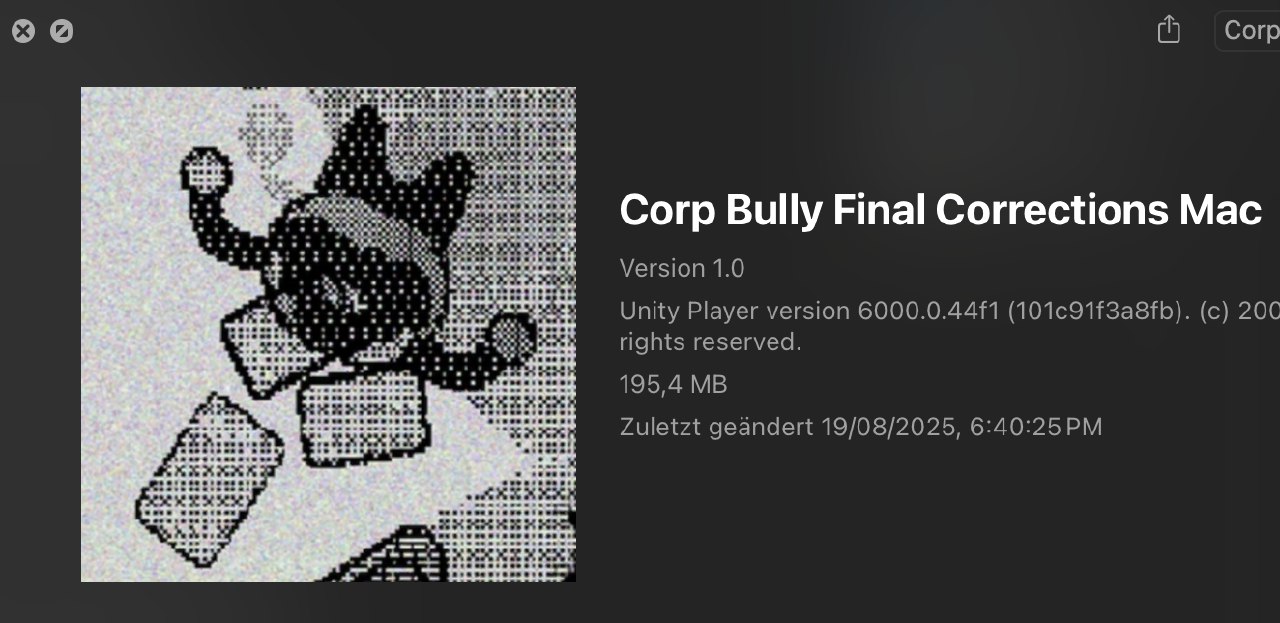 Corp
Corp Bully Final Corrections Mac
Version 1.0
Unity Player version 6000.0.44f1 (101c91f3a8fb). (c) 200
rights reserved.
195,4 MB
Zuletzt geändert 19/08/2025, 6:40:25 PM